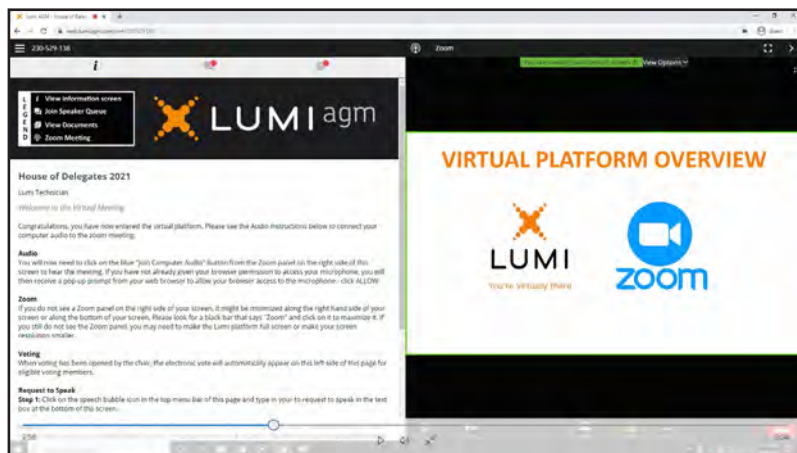 Lumi AGM - House of Deleg
230-529-138
Zoom
View Options
i
LEGEND
i View information screen
Join Speaker Queue
View Documents
Zoom Meeting
LUMI agm
House of Delegates 2021
Lumi Technician
Welcome to the Virtual Meeting
Congratulations, you have now entered the virtual platform. Please see the Audio Instructions below to connect your
computer audio to the zoom meeting.
Audio
You will now need to click on the blue "Join Computer Audio" Button from the Zoom panel on the right side of this
screen to hear the meeting. If you have not already given your browser permission to access your microphone, you will
then receive a pop-up prompt from your web browser to allow your browser access to the microphone - click ALLOW
Zoom
If you do not see a Zoom panel on the right side of your screen, it might be minimized along the right hand side of your
screen or along the bottom of your screen. Please look for a black bar that says "Zoom" and click on it to maximize it. If
you still do not see the Zoom panel, you may need to make the Lumi platform full screen or make your screen
resolution smaller.
Voting
When voting has been opened by the chair, the electronic vote will automatically appear on this left side of this page for
eligible voting members.
Request to Speak
Step 1: Click on the speech bubble icon in the top menu bar of this page and type in your to request to speak in the text
box at the bottom of the screen.
VIRTUAL PLATFORM OVERVIEW
LUMI
You're virtually there
zoom
2:58